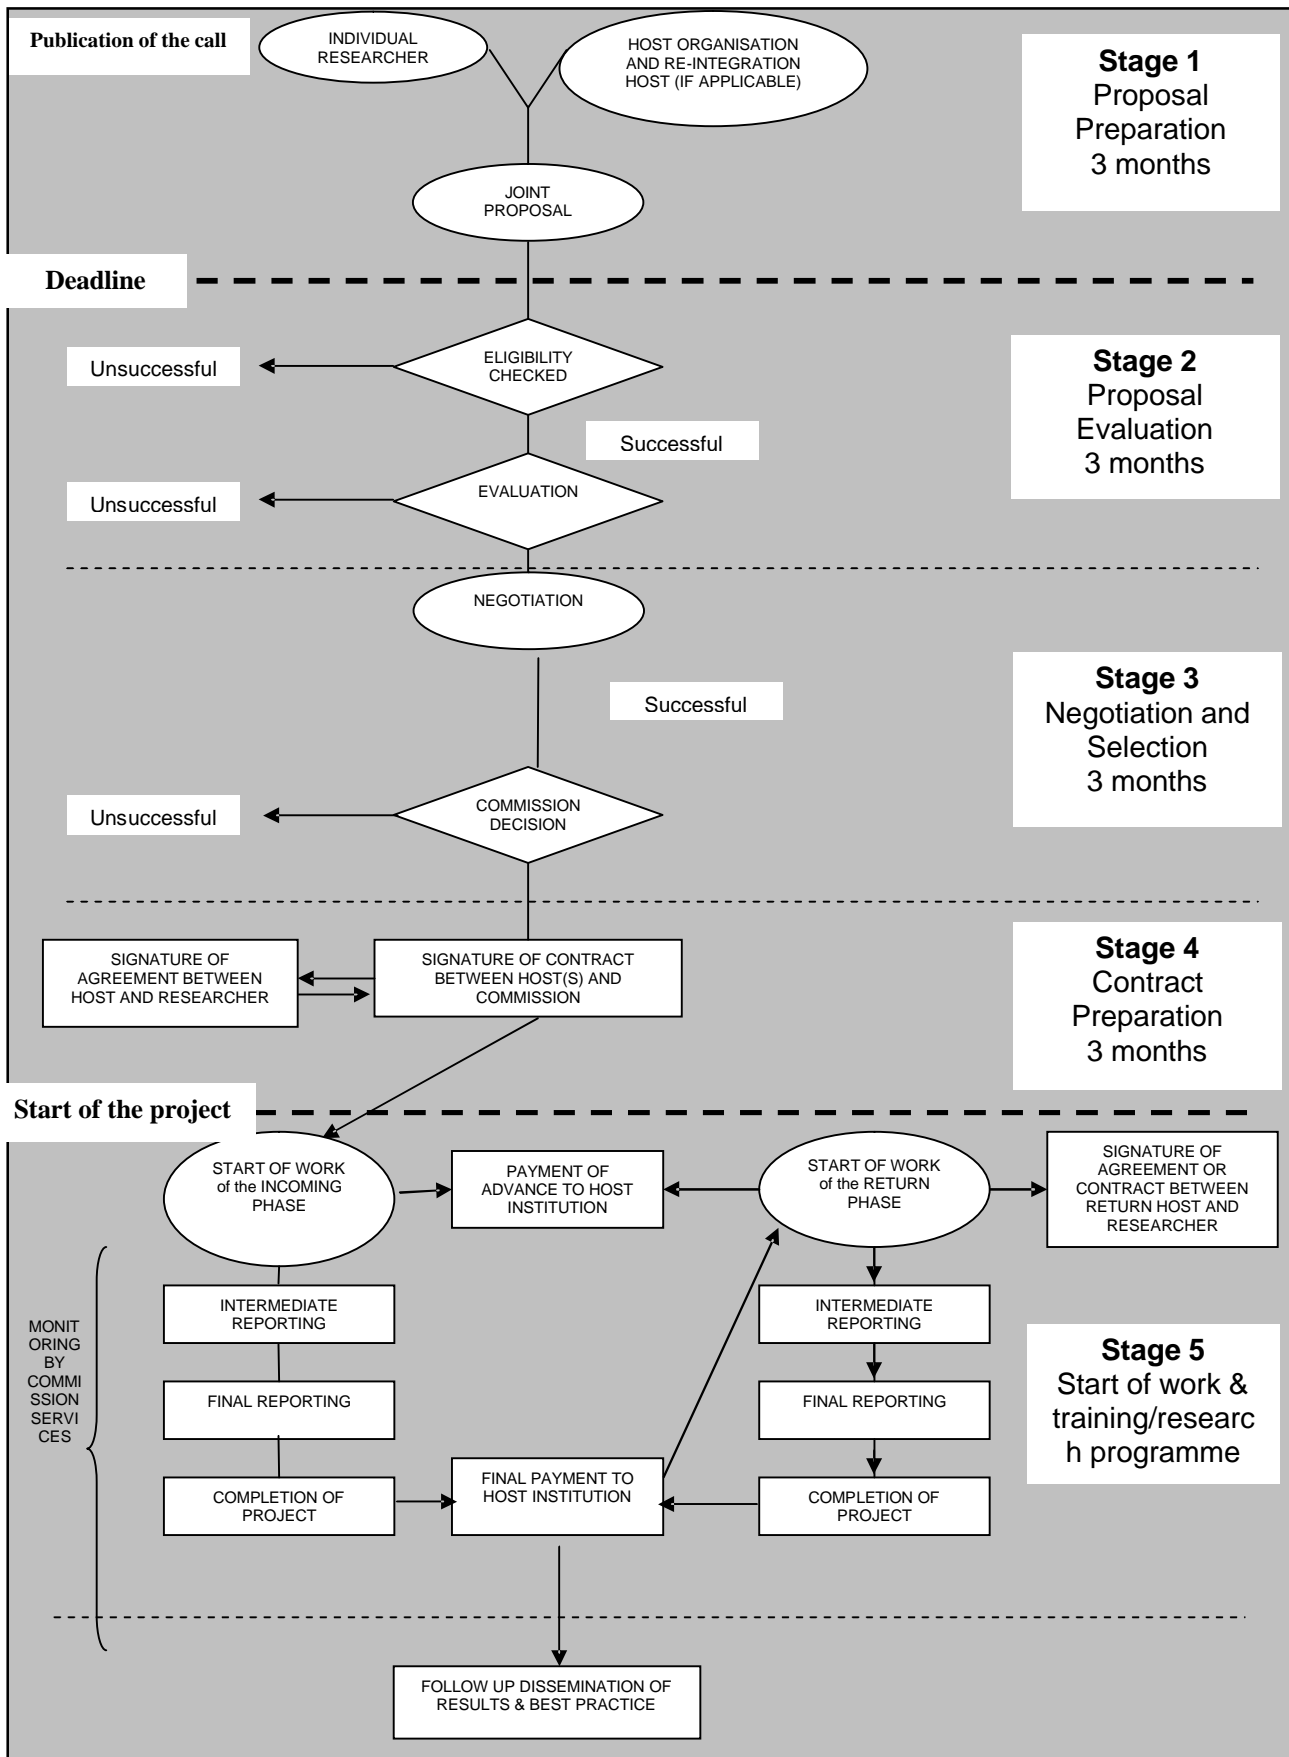 Publication of the call
INDIVIDUAL
RESEARCHER
HOST ORGANISATION
AND RE-INTEGRATION
HOST (IF APPLICABLE)
Stage 1
Proposal
Preparation
3 months
JOINT
PROPOSAL
Deadline
ELIGIBILITY
CHECKED
Unsuccessful
Successful
Stage 2
Proposal
Evaluation
3 months
EVALUATION
Unsuccessful
NEGOTIATION
Successful
Stage 3
Negotiation and
Selection
3 months
COMMISSION
DECISION
Unsuccessful
SIGNATURE OF
AGREEMENT BETWEEN
HOST AND RESEARCHER
SIGNATURE OF CONTRACT
BETWEEN HOST(S) AND
COMMISSION
Stage 4
Contract
Preparation
3 months
Start of the project
START OF WORK
of the INCOMING
PHASE
PAYMENT OF
ADVANCE TO HOST
INSTITUTION
START OF WORK
of the RETURN
PHASE
SIGNATURE OF
AGREEMENT OR
CONTRACT BETWEEN
RETURN HOST AND
RESEARCHER
MONIT
ORING
BY
COMMI
SSION
SERVI
CES
INTERMEDIATE
REPORTING
INTERMEDIATE
REPORTING
FINAL REPORTING
FINAL REPORTING
Stage 5
Start of work &
training/researc
h programme
COMPLETION OF
PROJECT
FINAL PAYMENT TO
HOST INSTITUTION
COMPLETION OF
PROJECT
FOLLOW UP DISSEMINATION OF
RESULTS & BEST PRACTICE